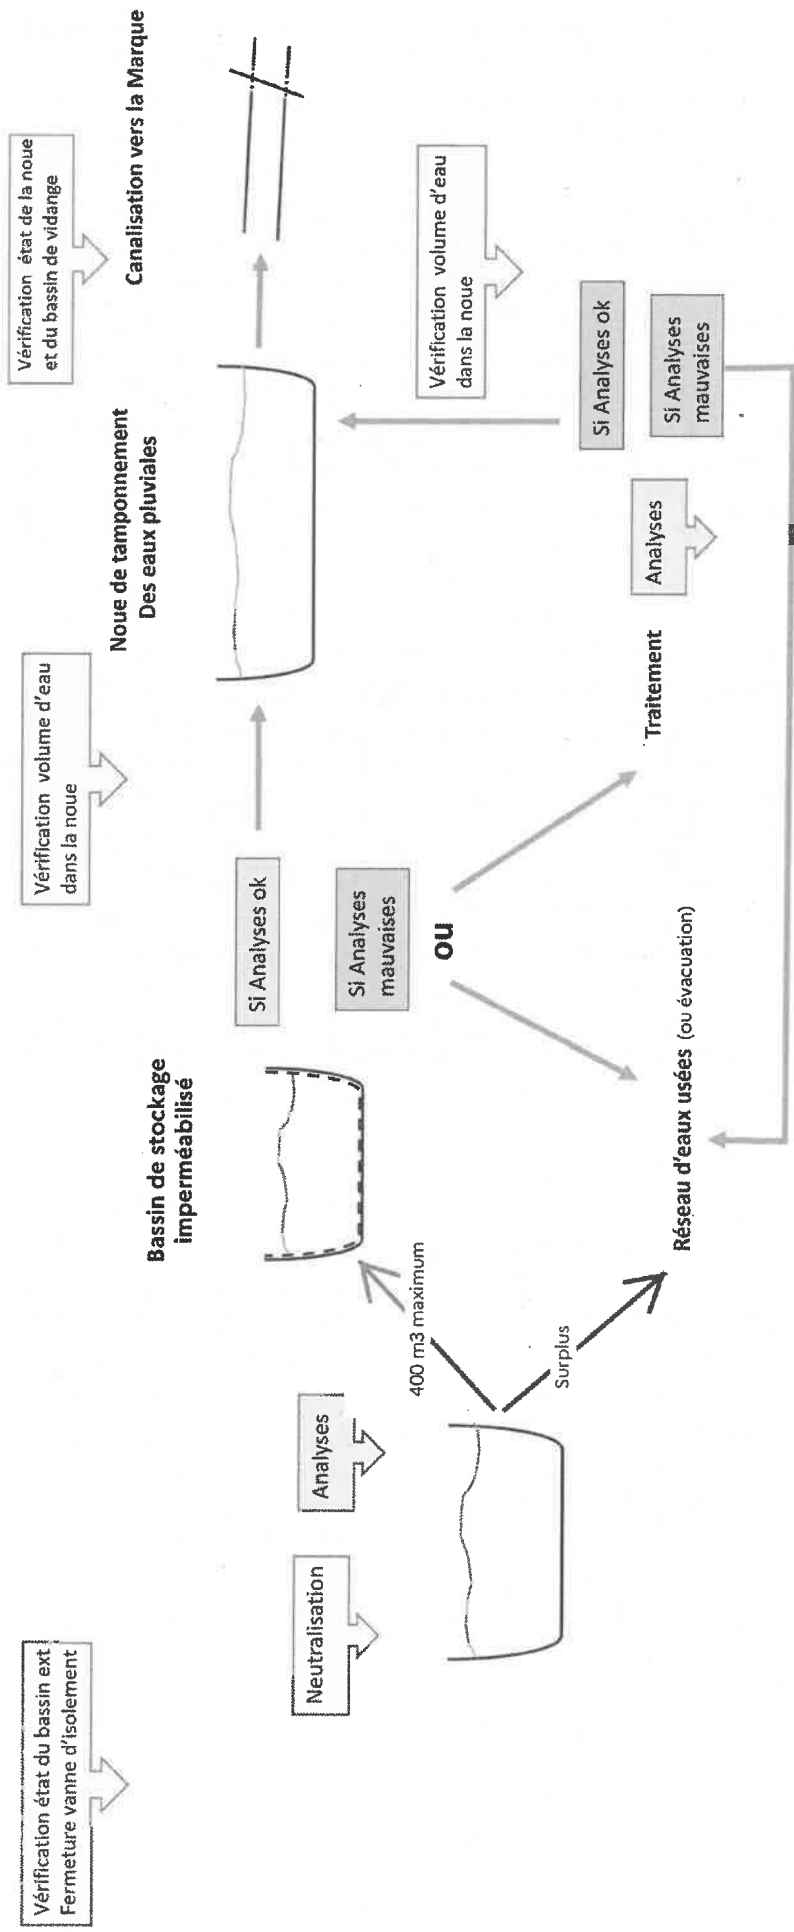 Vérification état du bassin ext
Fermeture vanne d'isolement
Neutralisation
Analyses
400 m3 maximum
Surplus
Bassin de stockage
imperméabilisé
Réseau d'eaux usées (ou évacuation)
Si Analyses ok
Si Analyses
mauvaises
ou
Vérification volume d'eau
dans la noue
Noue de tamponnement
Des eaux pluviales
Traitement
Analyses
Si Analyses ok
Si Analyses
mauvaises
Vérification volume d'eau
dans la noue
Vérification état de la noue
et du bassin de vidange
Canalisation vers la Marque